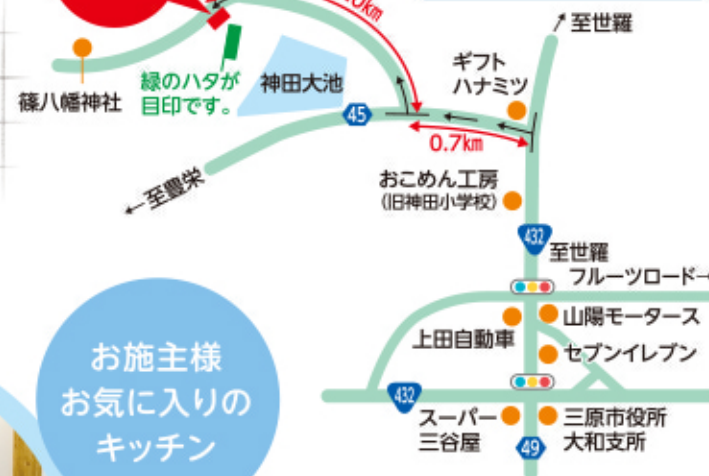 0km
至世羅
ギフト
ハナミツ
緑のハタが
目印です。
神田大池
篠八幡神社
45
0.7km
至豊栄
おこめん工房
(旧神田小学校)
432
至世羅
フルーツロード
山陽モータース
上田自動車
セブンイレブン
432
スーパー
三谷屋
三原市役所
大和支所
49
お施主様
お気に入りの
キッチン